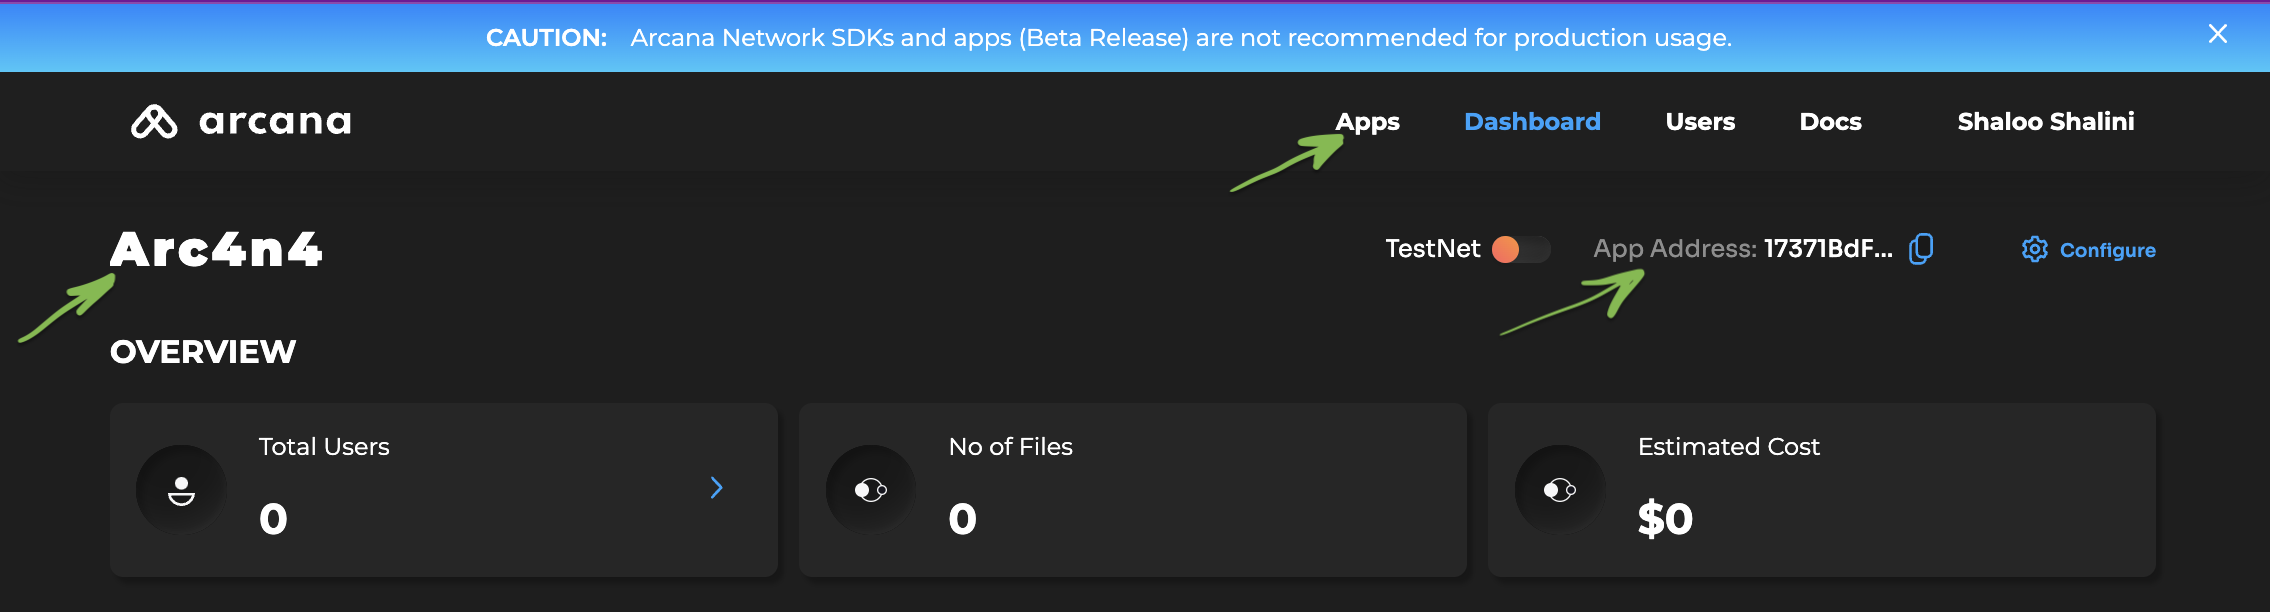 CAUTION: Arcana Network SDKs and apps (Beta Release) are not recommended for production usage.
arcana Apps Dashboard Users Docs Shaloo Shalini
Arc4n4 TestNet App Address: 17371BdF... Configure
OVERVIEW
Total Users No of Files Estimated Cost
0 0 $0